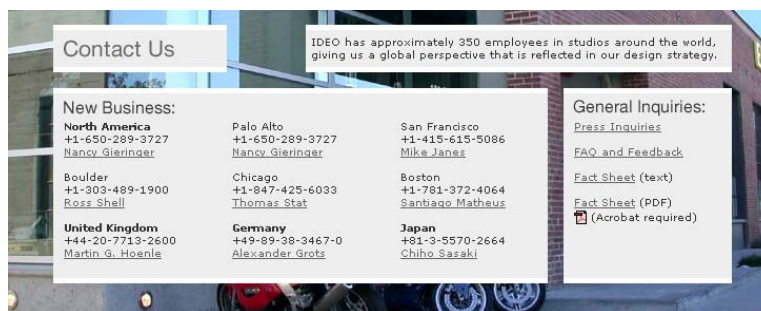 Contact Us
IDEO has approximately 350 employees in studios around the world,
giving us a global perspective that is reflected in our design strategy.
New Business:
North America
+1-650-289-3727
Nancy Gieringer
Palo Alto
+1-650-289-3727
Nancy Gieringer
San Francisco
+1-415-615-5086
Mike Janes
Boulder
+1-303-489-1900
Ross Shell
Chicago
+1-847-425-6033
Thomas Stat
Boston
+1-781-372-4064
Santiago Matheus
United Kingdom
+44-20-7713-2600
Martin G. Hoenle
Germany
+49-89-38-3467-0
Alexander Grots
Japan
+81-3-5570-2664
Chiho Sasaki
General Inquiries:
Press Inquiries
FAQ and Feedback
Fact Sheet (text)
Fact Sheet (PDF)
(Acrobat required)